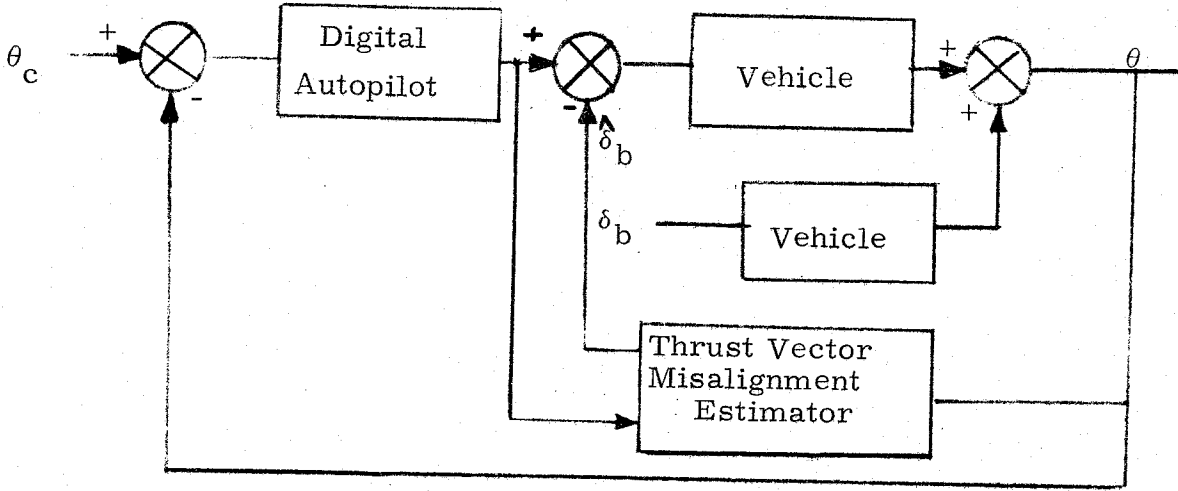 θc
+
-
Digital
Autopilot
+
-
δ̂b
Vehicle
+
+
θ
δb
Vehicle
Thrust Vector
Misalignment
Estimator